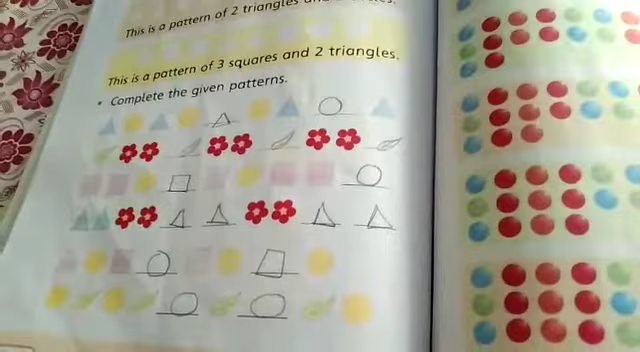 This is a pattern of 2 triangles
This is a pattern of 3 squares and 2 triangles.
• Complete the given patterns.